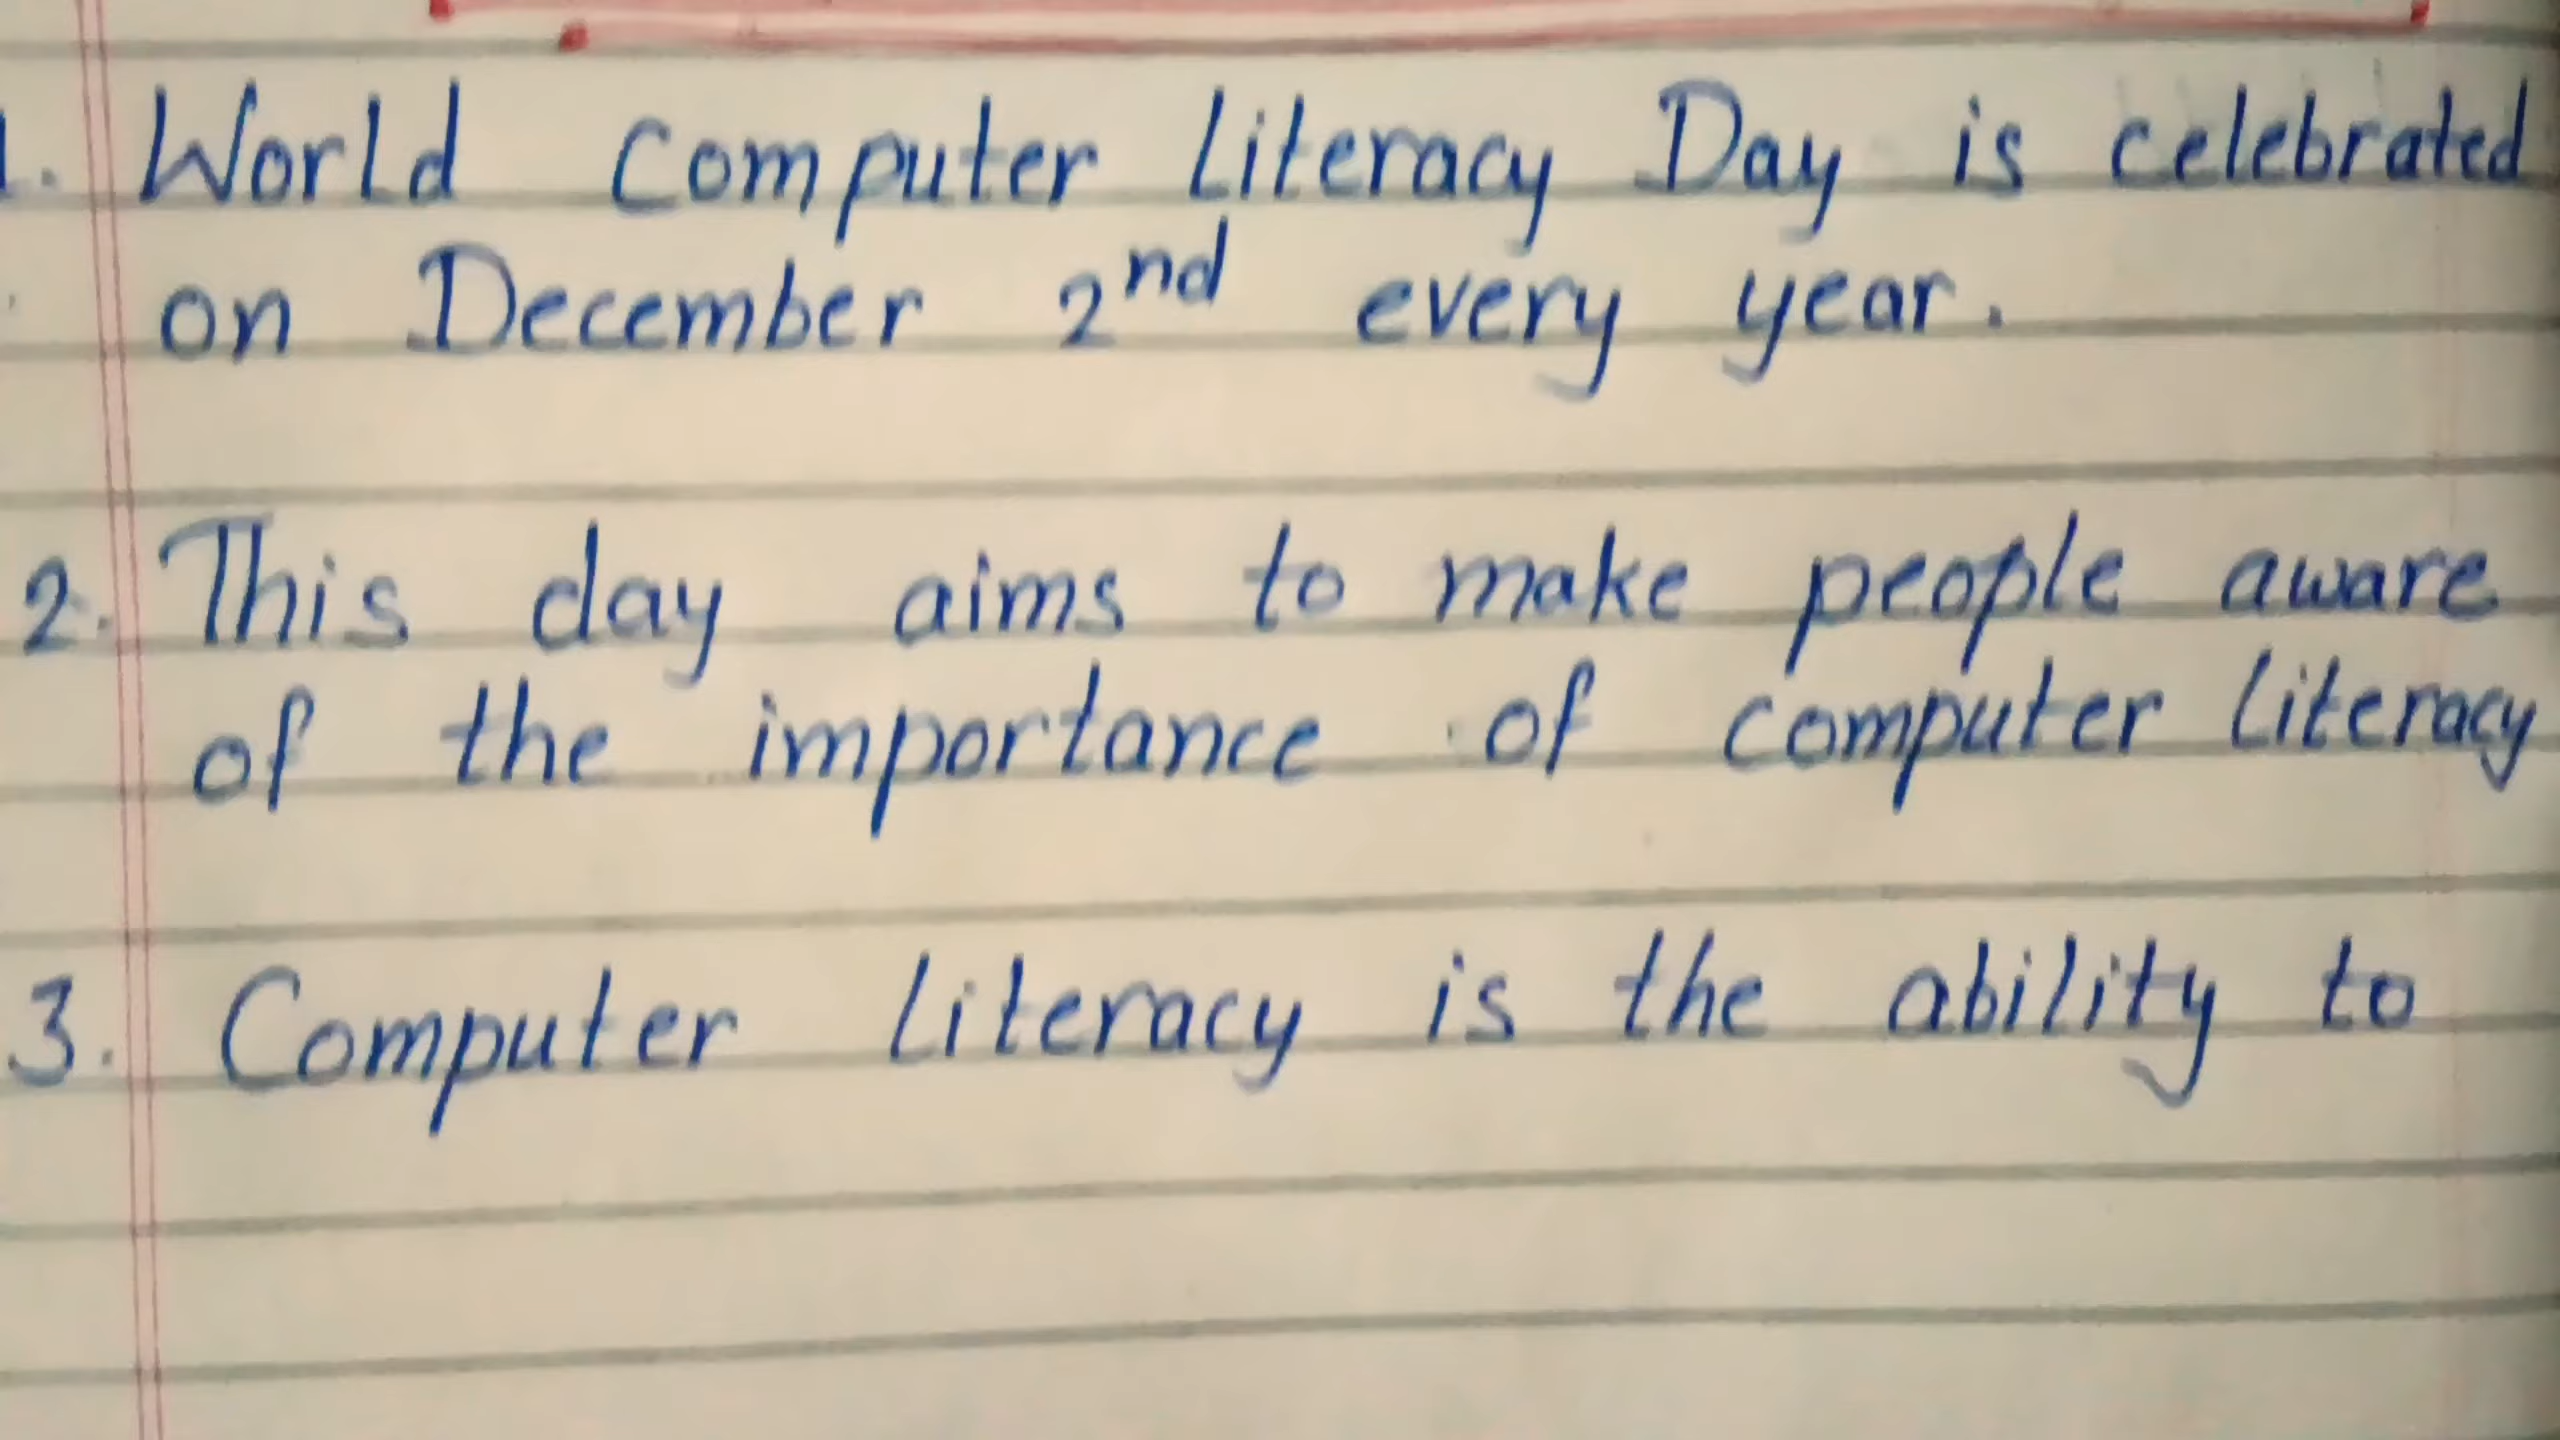 1. World Computer Literacy Day is celebrated
on December 2nd every year.
2. This day aims to make people aware
of the importance of computer literacy
3. Computer literacy is the ability to